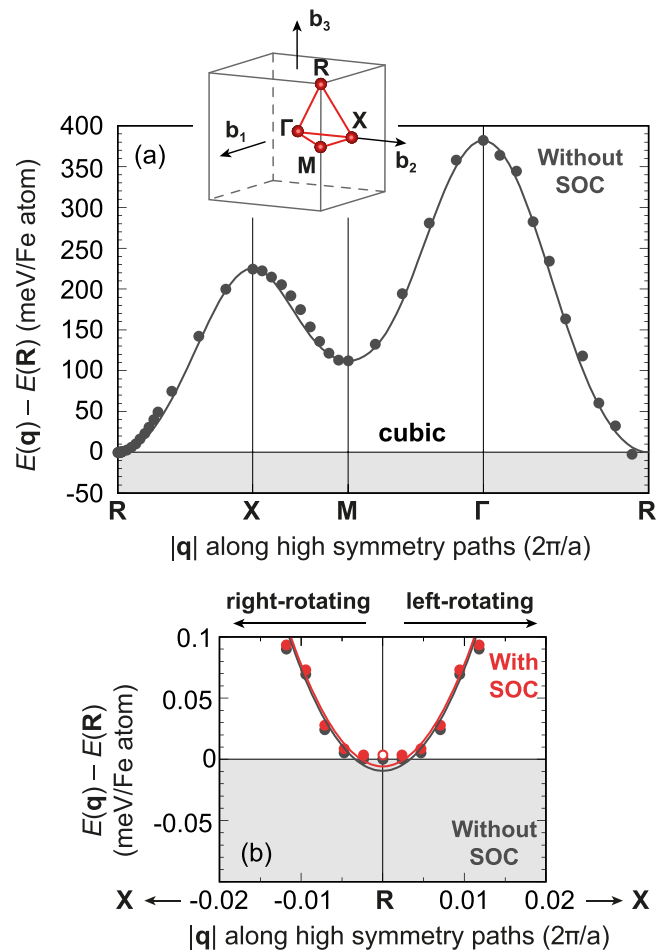 b₃
R
Γ
X
b₁
b₂
M
400
350
300
250
200
150
100
50
0
-50
E(q) – E(R) (meV/Fe atom)
(a)
Without
SOC
cubic
R X M Γ R
|q| along high symmetry paths (2π/a)
right-rotating left-rotating
0.1
0.05
0
-0.05
E(q) – E(R)
(meV/Fe atom)
With
SOC
Without
SOC
(b)
X -0.02 -0.01 R 0.01 0.02 X
|q| along high symmetry paths (2π/a)